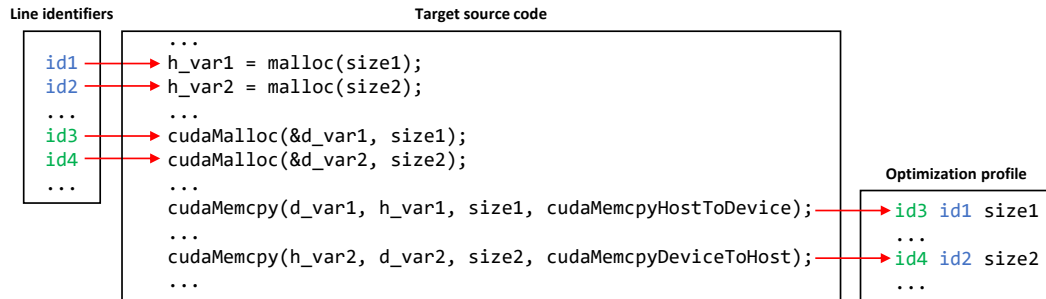 Line identifiers
Target source code
...
id1
h_var1 = malloc(size1);
id2
h_var2 = malloc(size2);
...
...
id3
cudaMalloc(&d_var1, size1);
id4
cudaMalloc(&d_var2, size2);
...
...
Optimization profile
cudaMemcpy(d_var1, h_var1, size1, cudaMemcpyHostToDevice);
id3 id1 size1
...
...
cudaMemcpy(h_var2, d_var2, size2, cudaMemcpyDeviceToHost);
id4 id2 size2
...
...